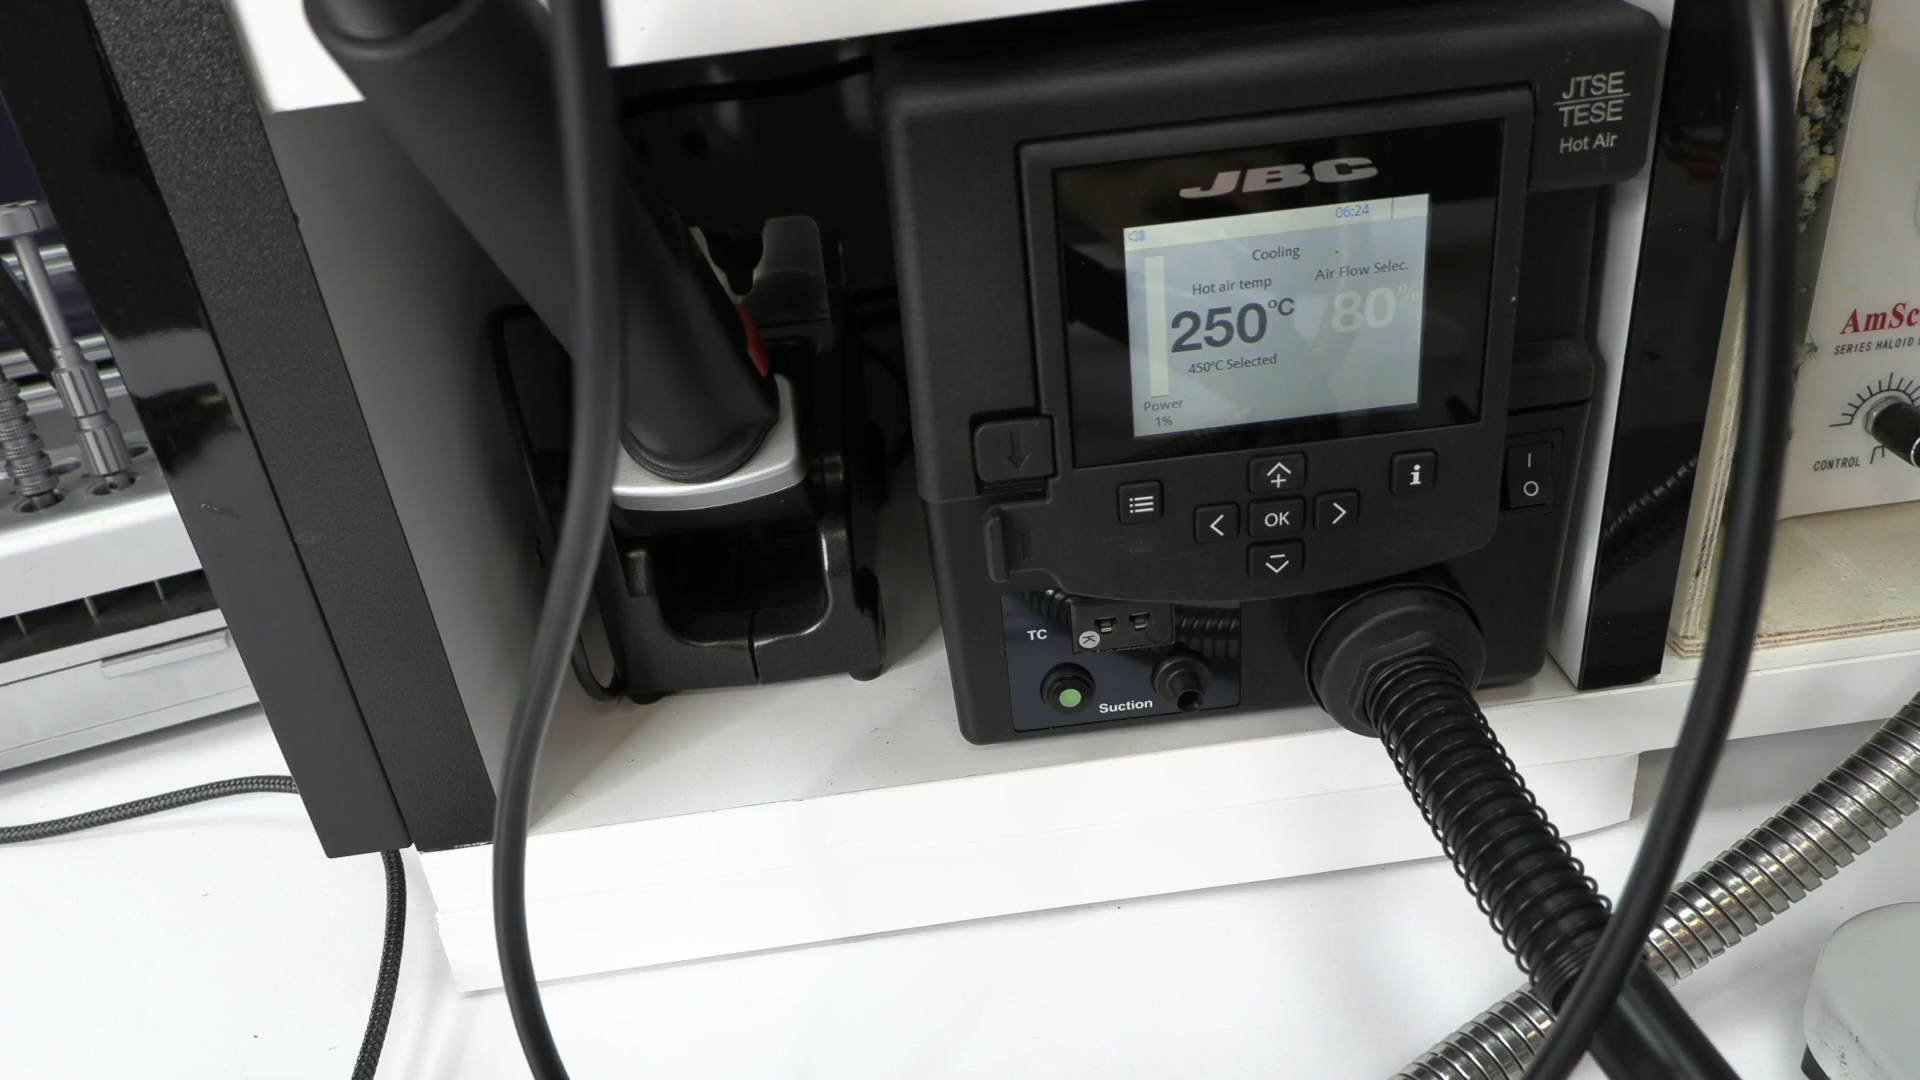 JTSE
TESE
Hot Air
JBC
06:24
Cooling
Hot air temp
Air Flow Selec.
250°C
80%
450°C Selected
Power
1%
i
OK
I
O
TC
K
Suction
SERIES HALOID
CONTROL